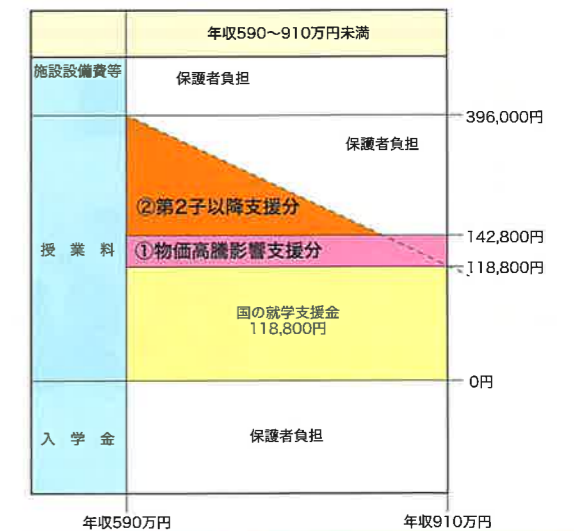 年収590〜910万円未満
施設設備費等
保護者負担
396,000円
保護者負担
②第2子以降支援分
142,800円
授業料
①物価高騰影響支援分
118,800円
国の就学支援金
118,800円
0円
入学金
保護者負担
年収590万円
年収910万円